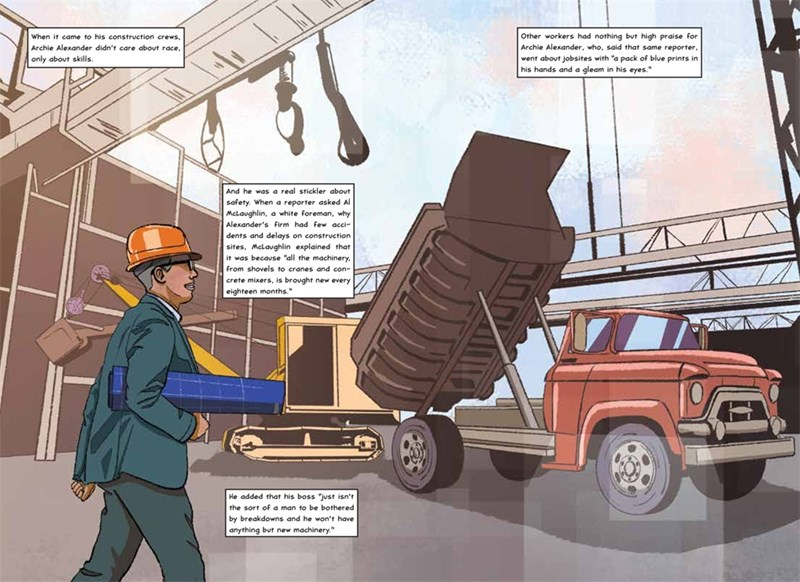 When it came to his construction crews,
Archie Alexander didn't care about race,
only about skills.
And he was a real stickler about
safety. When a reporter asked Al
McLaughlin, a white foreman, why
Alexander's firm had few acci-
dents and delays on construction
sites, McLaughlin explained that
it was because "all the machinery,
from shovels to cranes and con-
crete mixers, is brought new every
eighteen months."
He added that his boss "just isn't
the sort of a man to be bothered
by breakdowns and he won't have
anything but new machinery."
Other workers had nothing but high praise for
Archie Alexander, who, said that same reporter,
went about jobsites with "a pack of blue prints in
his hands and a gleam in his eyes."